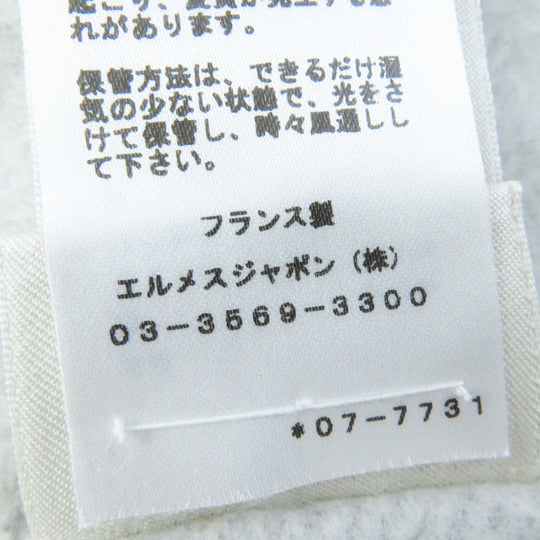 れがあります。
保管方法は、できるだけ湿
気の少ない状態で、光をさ
けて保管し、時々風通しし
て下さい。
フランス製
エルメスジャポン（株）
03-3569-3300
*07-7731